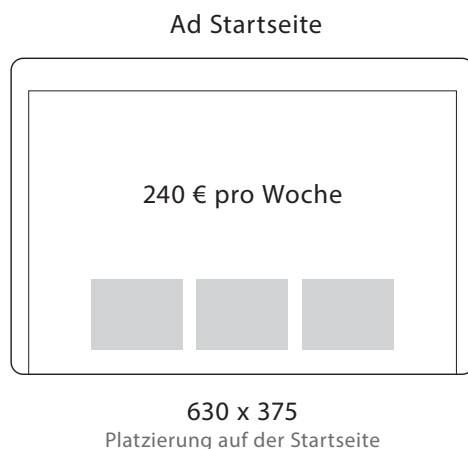 Ad Startseite
240 € pro Woche
630 x 375
Platzierung auf der Startseite